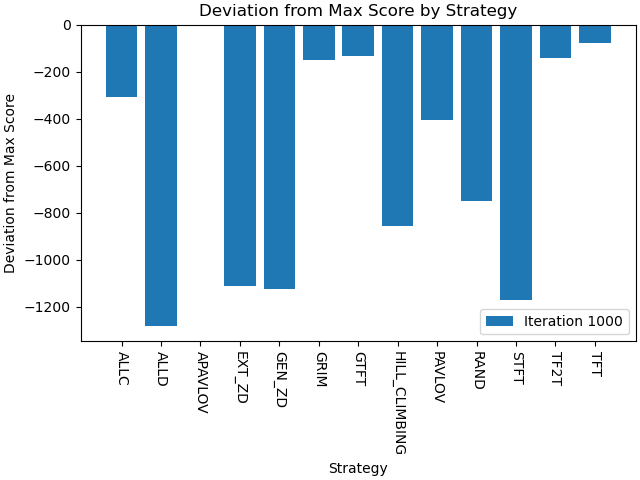 Deviation from Max Score by Strategy
Deviation from Max Score
0
−200
−400
−600
−800
−1000
−1200
Iteration 1000
ALLC
ALLD
APAVLOV
EXT_ZD
GEN_ZD
GRIM
GTFT
HILL_CLIMBING
PAVLOV
RAND
STFT
TF2T
TFT
Strategy